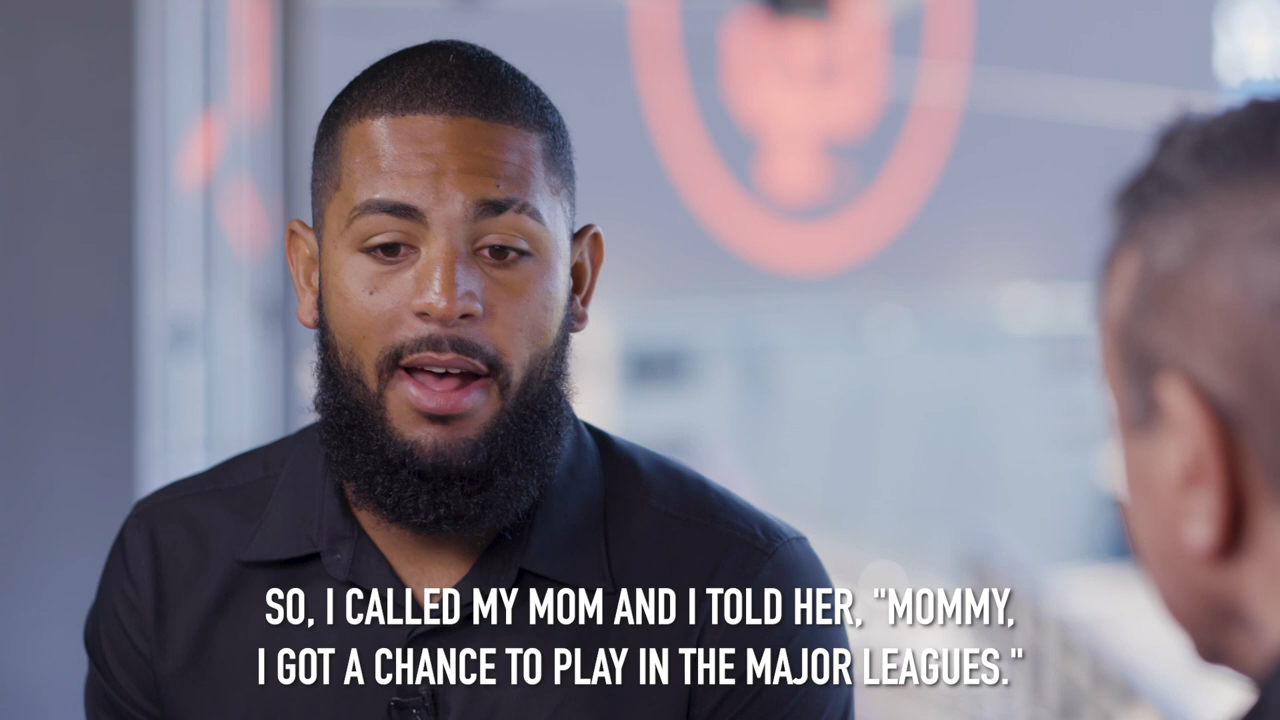 SO, I CALLED MY MOM AND I TOLD HER, "MOMMY,
I GOT A CHANCE TO PLAY IN THE MAJOR LEAGUES."